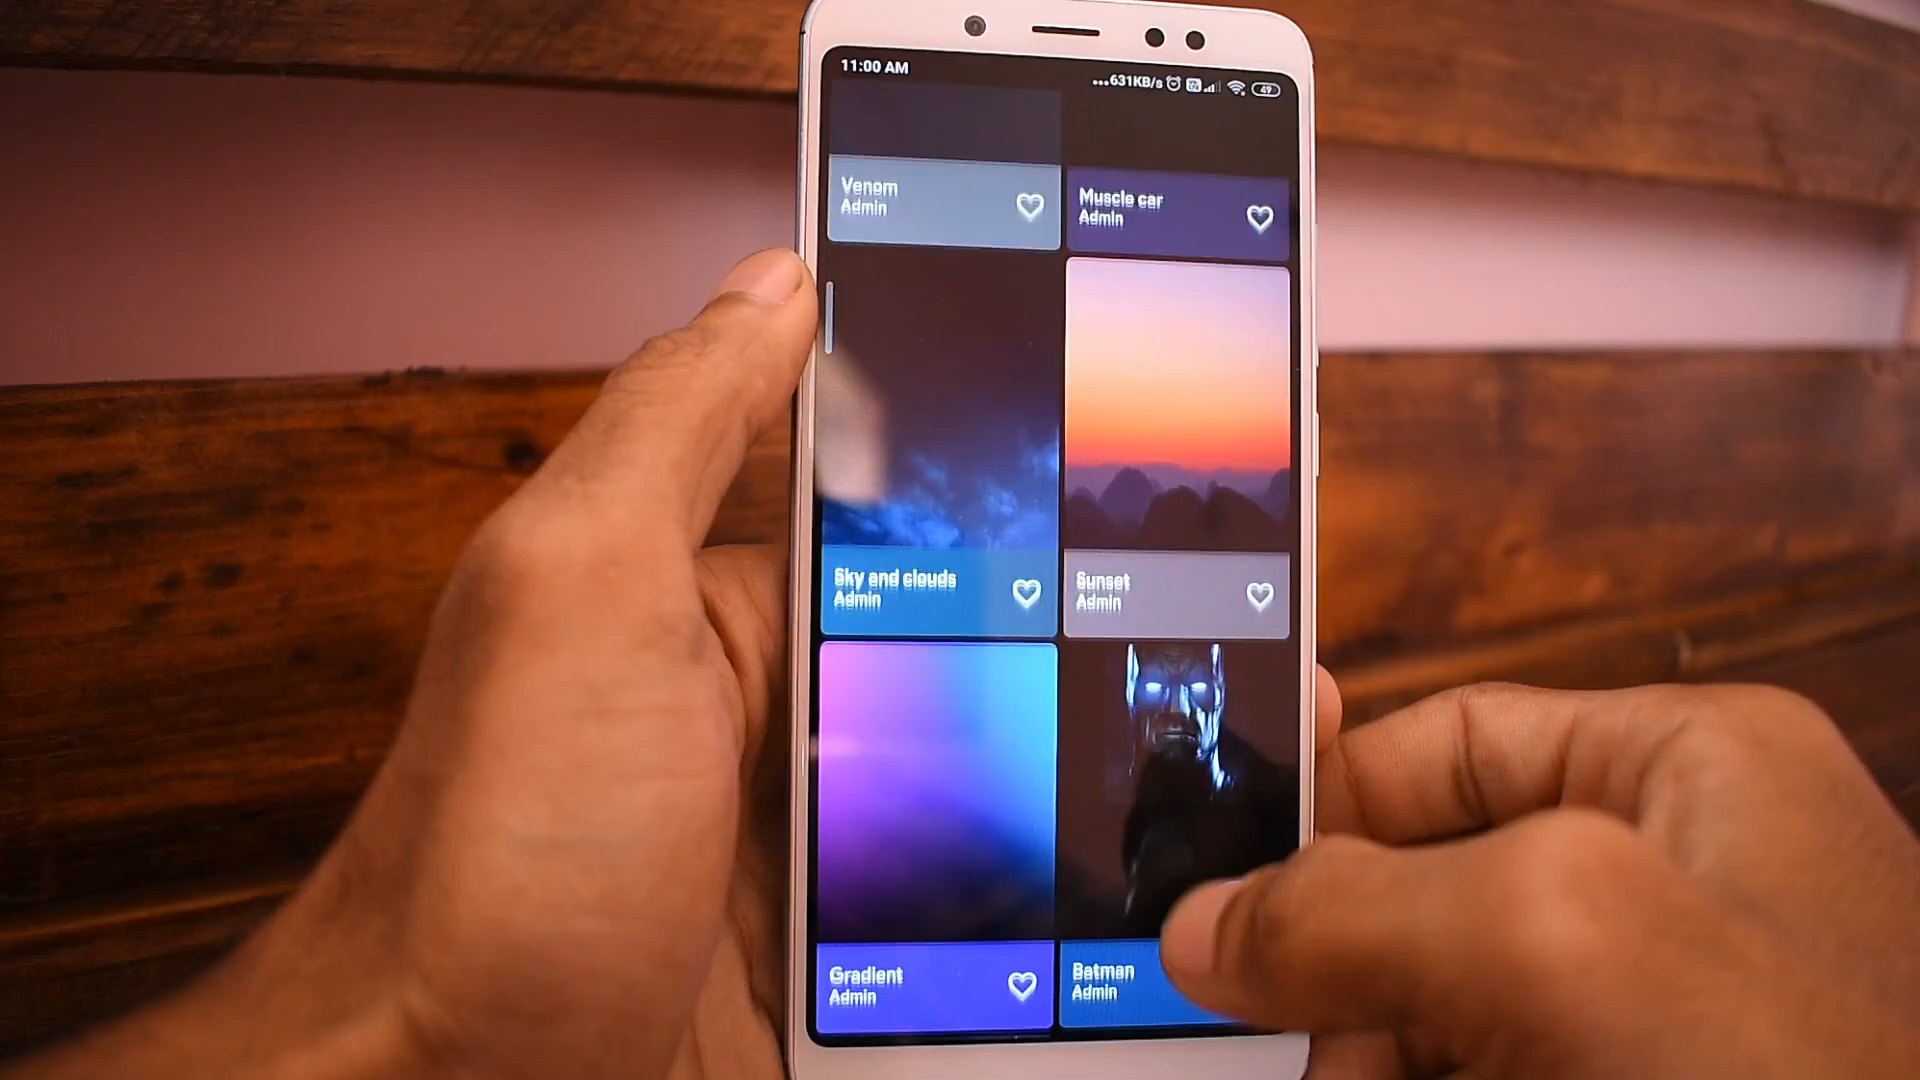 11:00 AM
...631KB/s
49
Venom
Admin
Muscle car
Admin
Sky and clouds
Admin
Sunset
Admin
Gradient
Admin
Batman
Admin